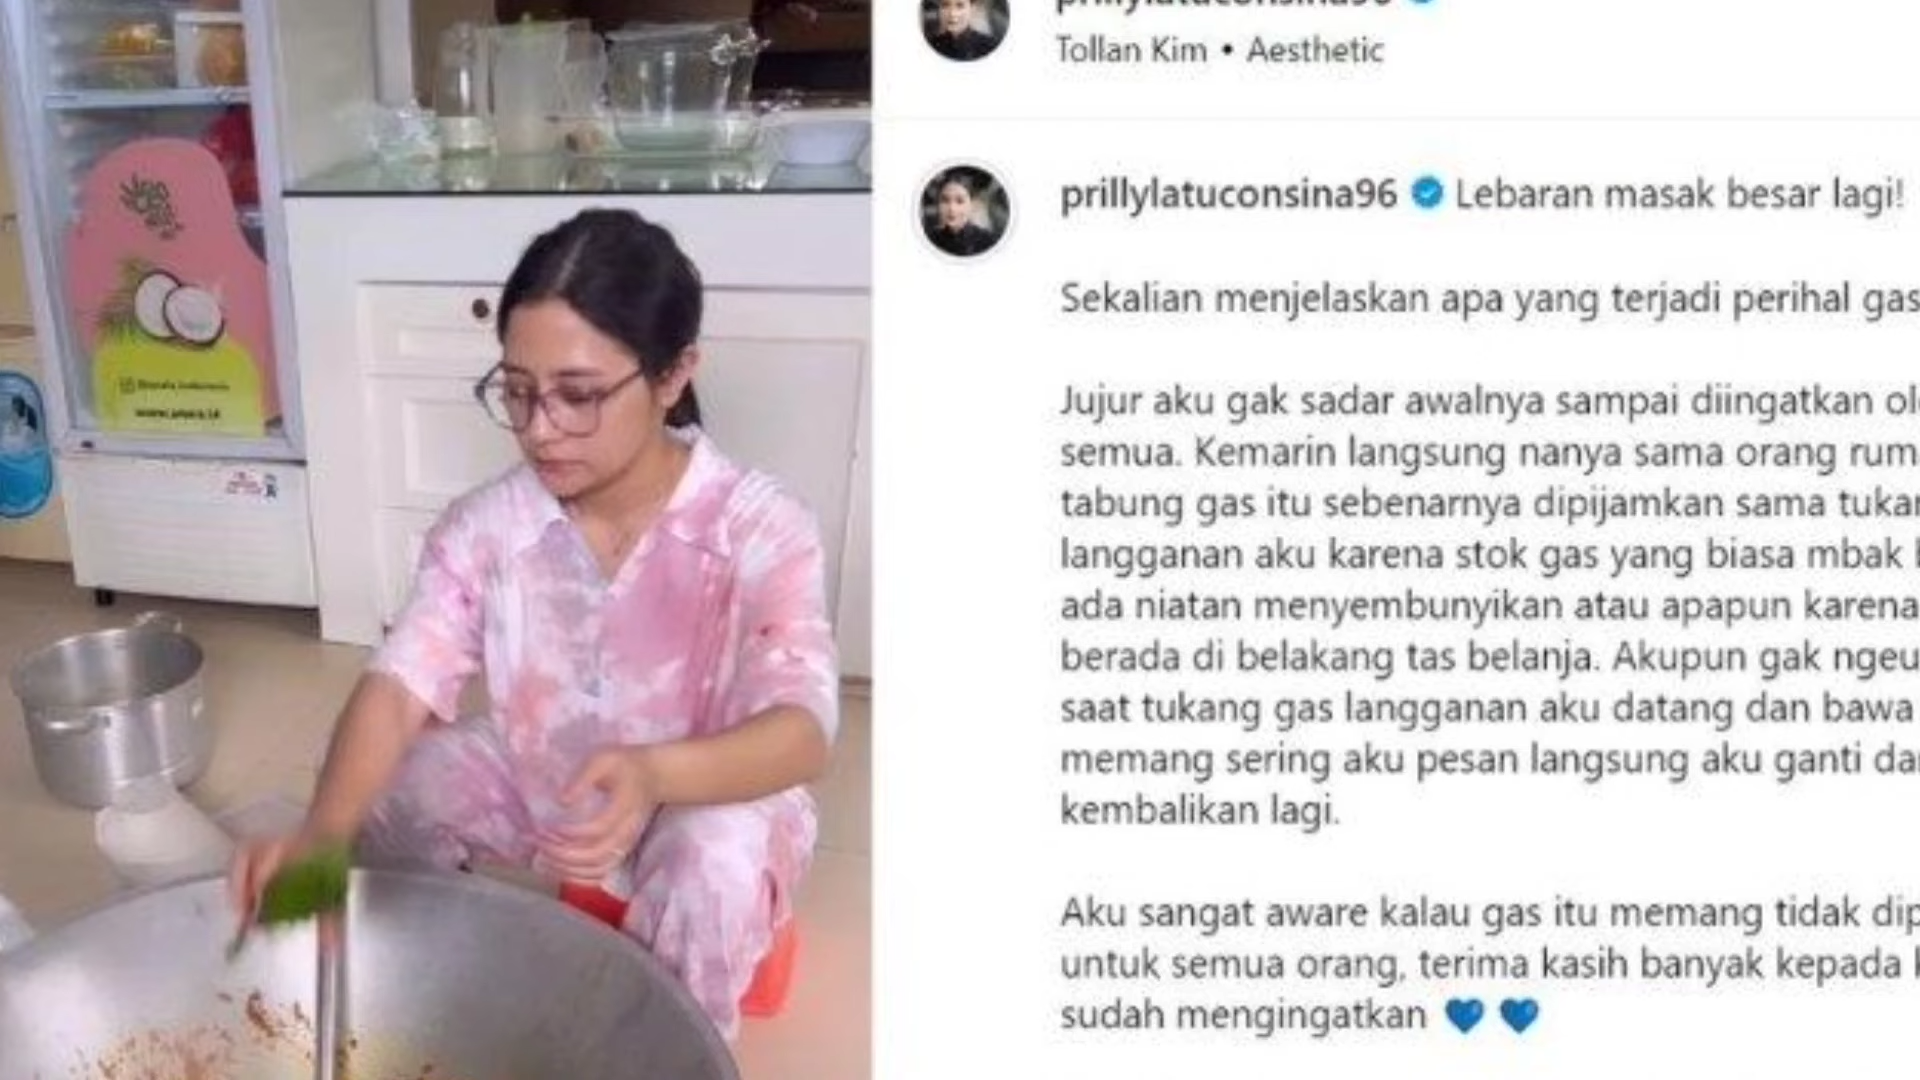 Tollan Kim • Aesthetic
prillylatuconsina96 Lebaran masak besar lagi!
Sekalian menjelaskan apa yang terjadi perihal gas
Jujur aku gak sadar awalnya sampai diingatkan
semua. Kemarin langsung nanya sama orang
tabung gas itu sebenarnya dipijamkan sama
langganan aku karena stok gas yang biasa mbak
ada niatan menyembunyikan atau apapun karena
berada di belakang tas belanja. Akupun gak
saat tukang gas langganan aku datang dan bawa
memang sering aku pesan langsung aku ganti
kembalikan lagi.
Aku sangat aware kalau gas itu memang tidak
untuk semua orang, terima kasih banyak kepada
sudah mengingatkan 💙 💙